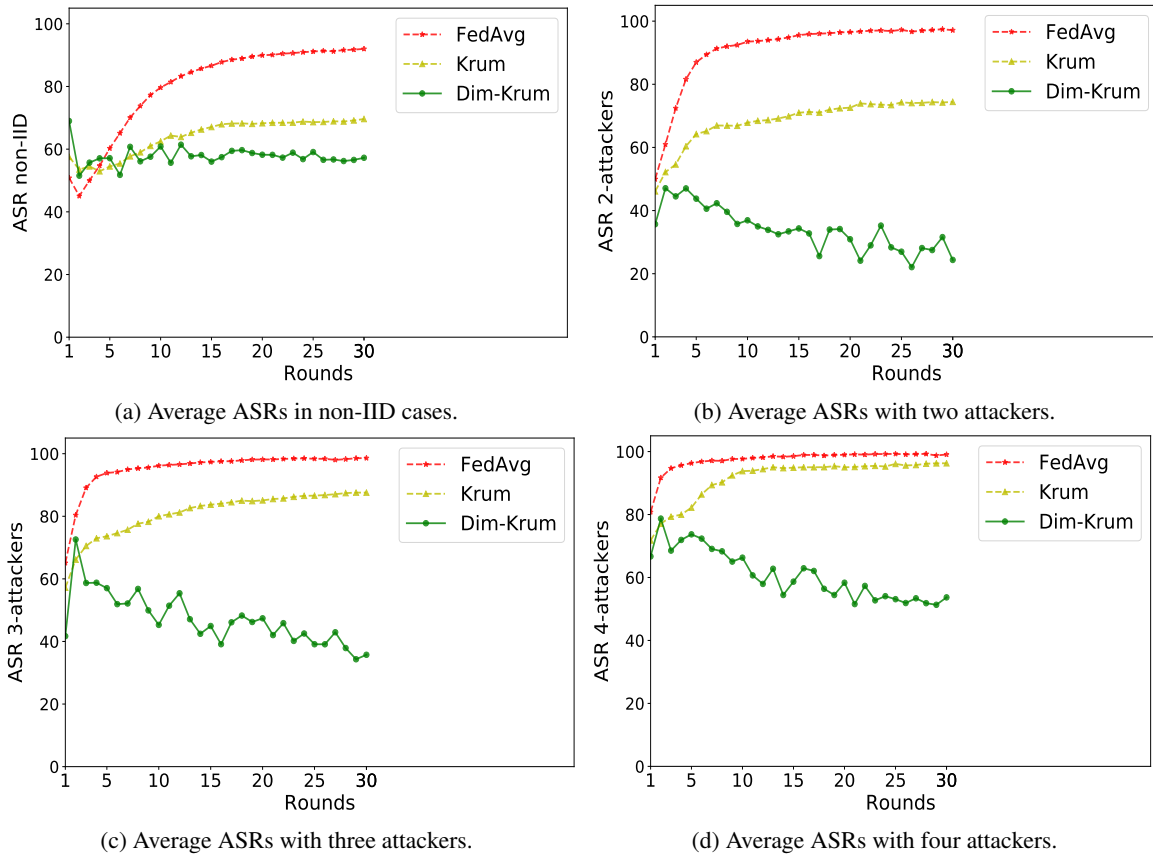 100
80
60
40
20
0
ASR non-IID
FedAvg
Krum
Dim-Krum
1 5 10 15 20 25 30
Rounds
(a) Average ASRs in non-IID cases.
100
80
60
40
20
0
ASR 2-attackers
FedAvg
Krum
Dim-Krum
1 5 10 15 20 25 30
Rounds
(b) Average ASRs with two attackers.
100
80
60
40
20
0
ASR 3-attackers
FedAvg
Krum
Dim-Krum
1 5 10 15 20 25 30
Rounds
(c) Average ASRs with three attackers.
100
80
60
40
20
0
ASR 4-attackers
FedAvg
Krum
Dim-Krum
1 5 10 15 20 25 30
Rounds
(d) Average ASRs with four attackers.